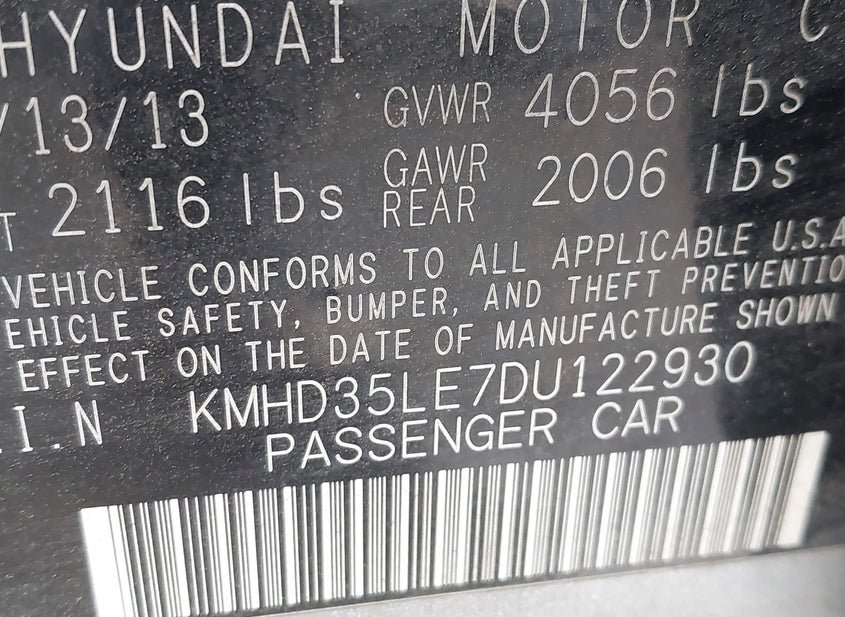 HYUNDAI MOTOR C
/13/13 GVWR 4056 lbs
T 2116 lbs GAWR REAR 2006 lbs
VEHICLE CONFORMS TO ALL APPLICABLE U.S.A
EHICLE SAFETY, BUMPER, AND THEFT PREVENTIO
EFFECT ON THE DATE OF MANUFACTURE SHOWN
.I.N KMHD35LE7DU122930
PASSENGER CAR